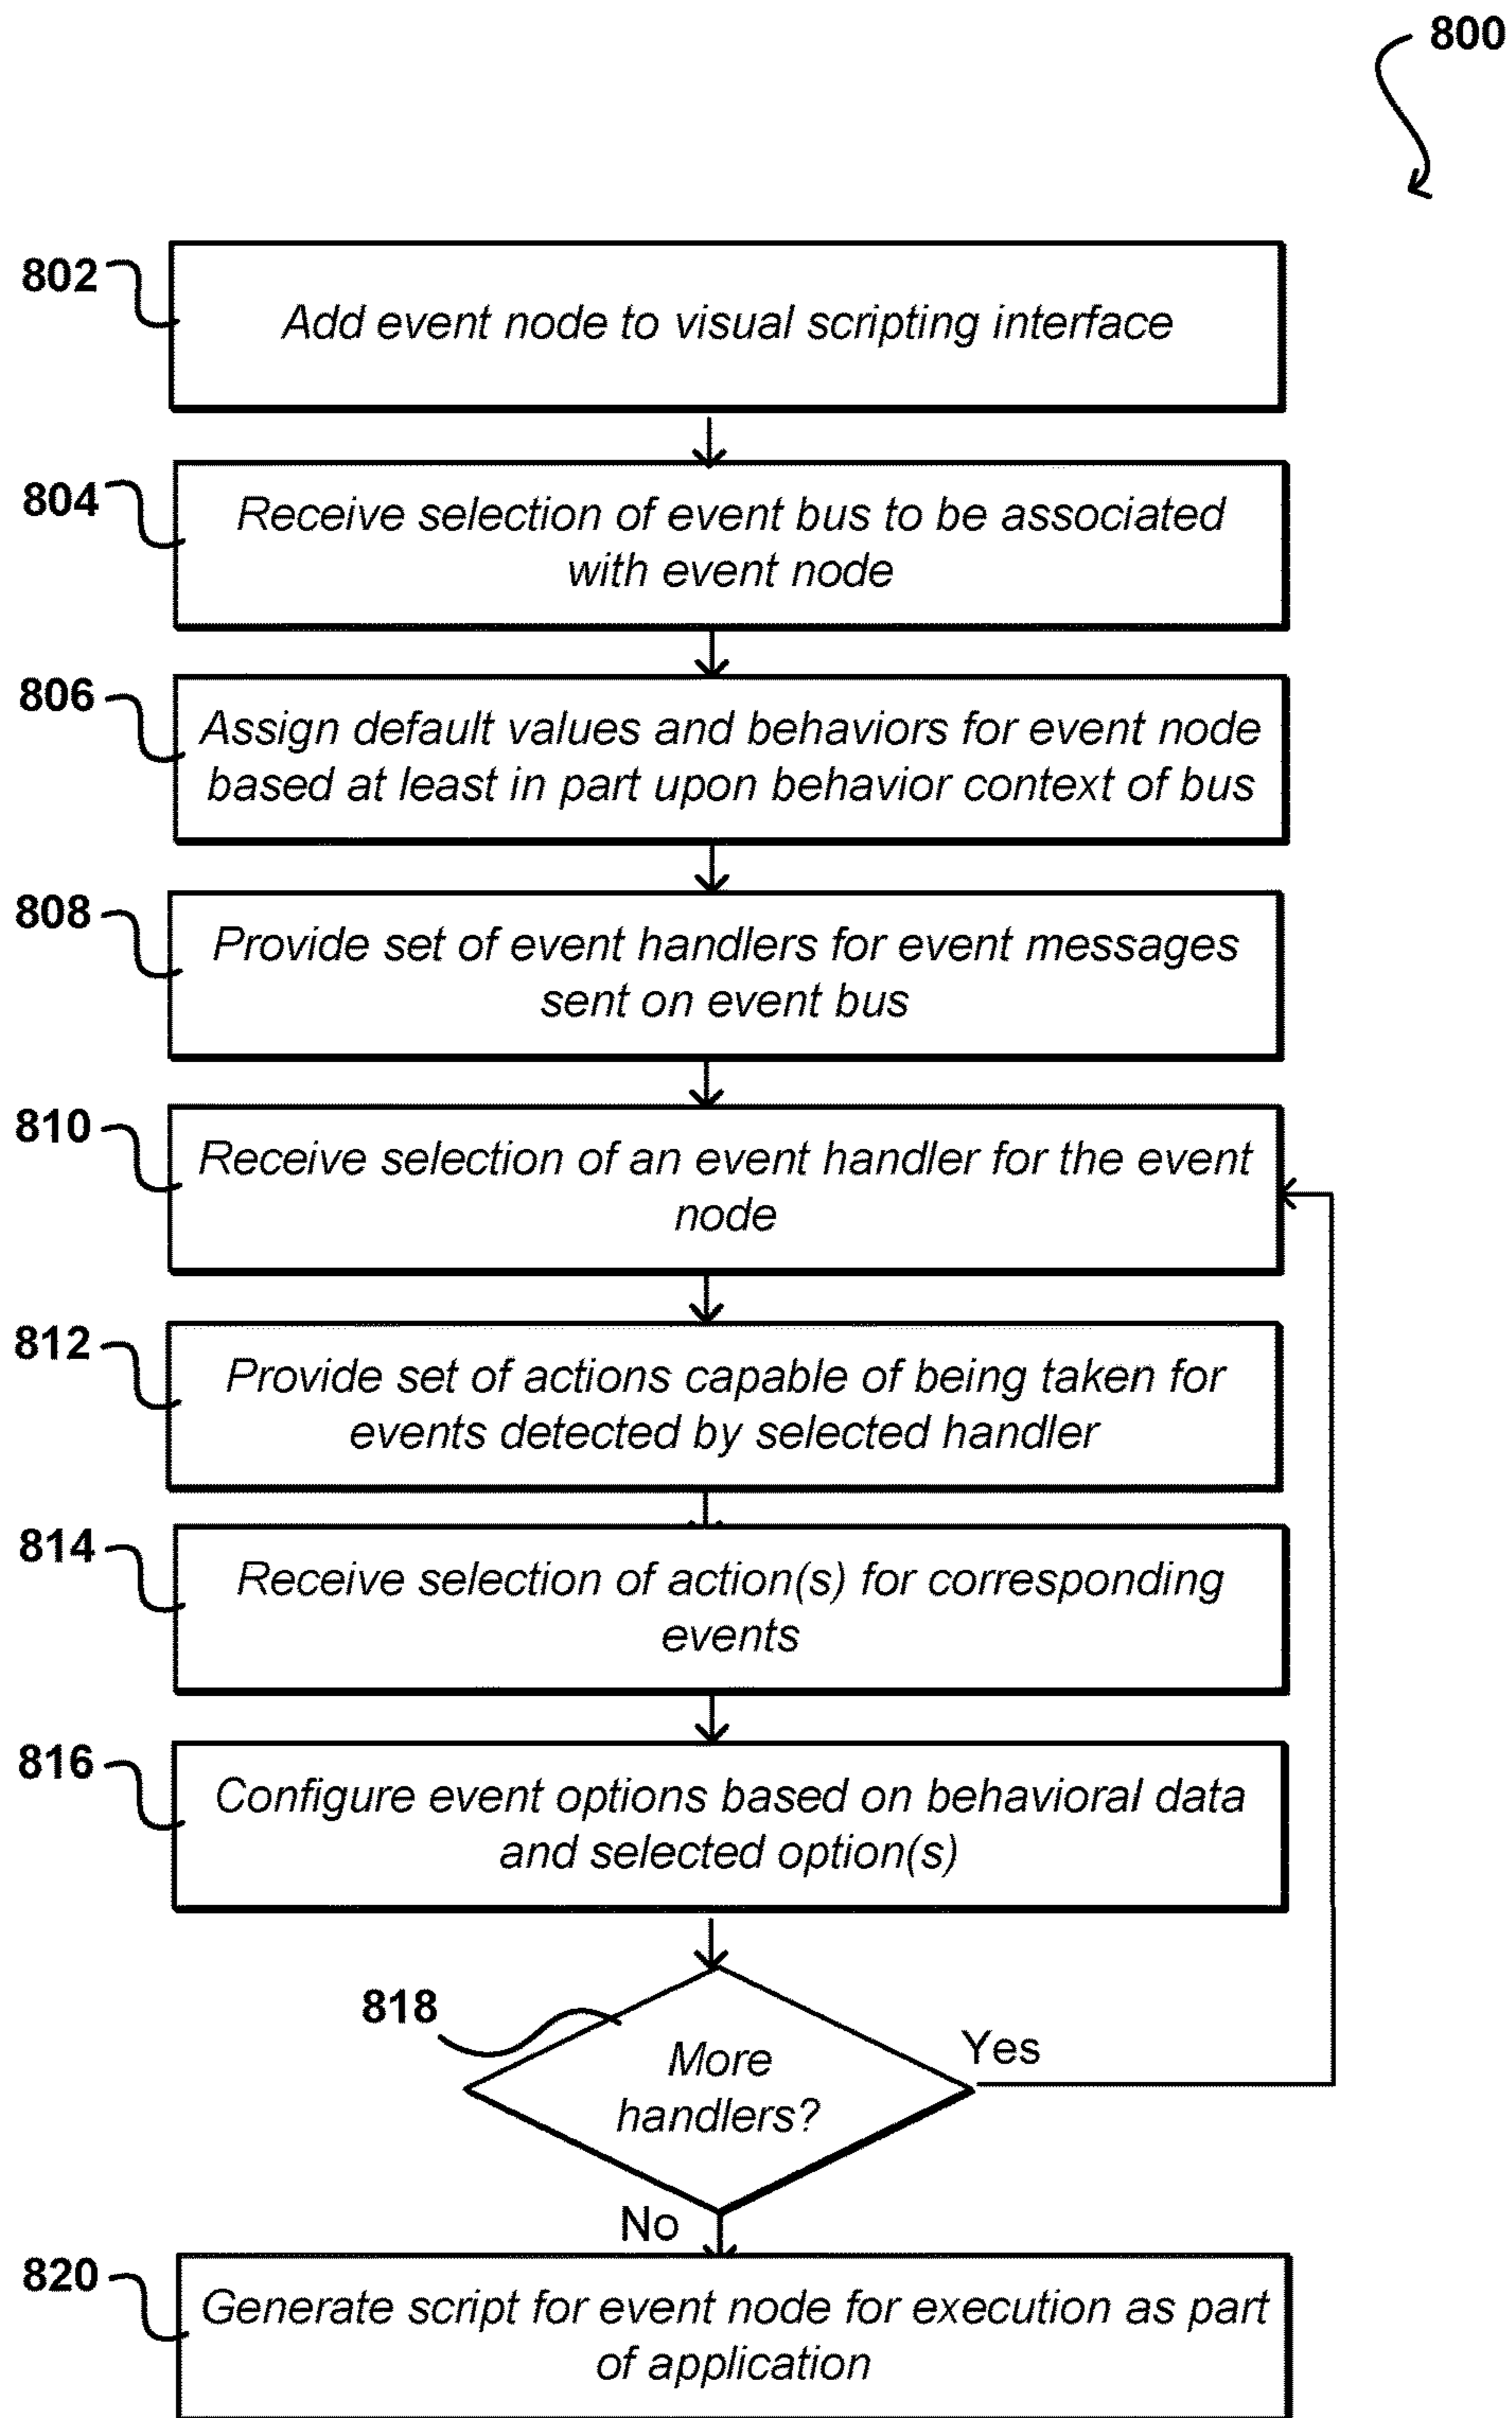 800
802
Add event node to visual scripting interface
804
Receive selection of event bus to be associated
with event node
806
Assign default values and behaviors for event node
based at least in part upon behavior context of bus
808
Provide set of event handlers for event messages
sent on event bus
810
Receive selection of an event handler for the event
node
812
Provide set of actions capable of being taken for
events detected by selected handler
814
Receive selection of action(s) for corresponding
events
816
Configure event options based on behavioral data
and selected option(s)
818
More
handlers?
Yes
No
820
Generate script for event node for execution as part
of application